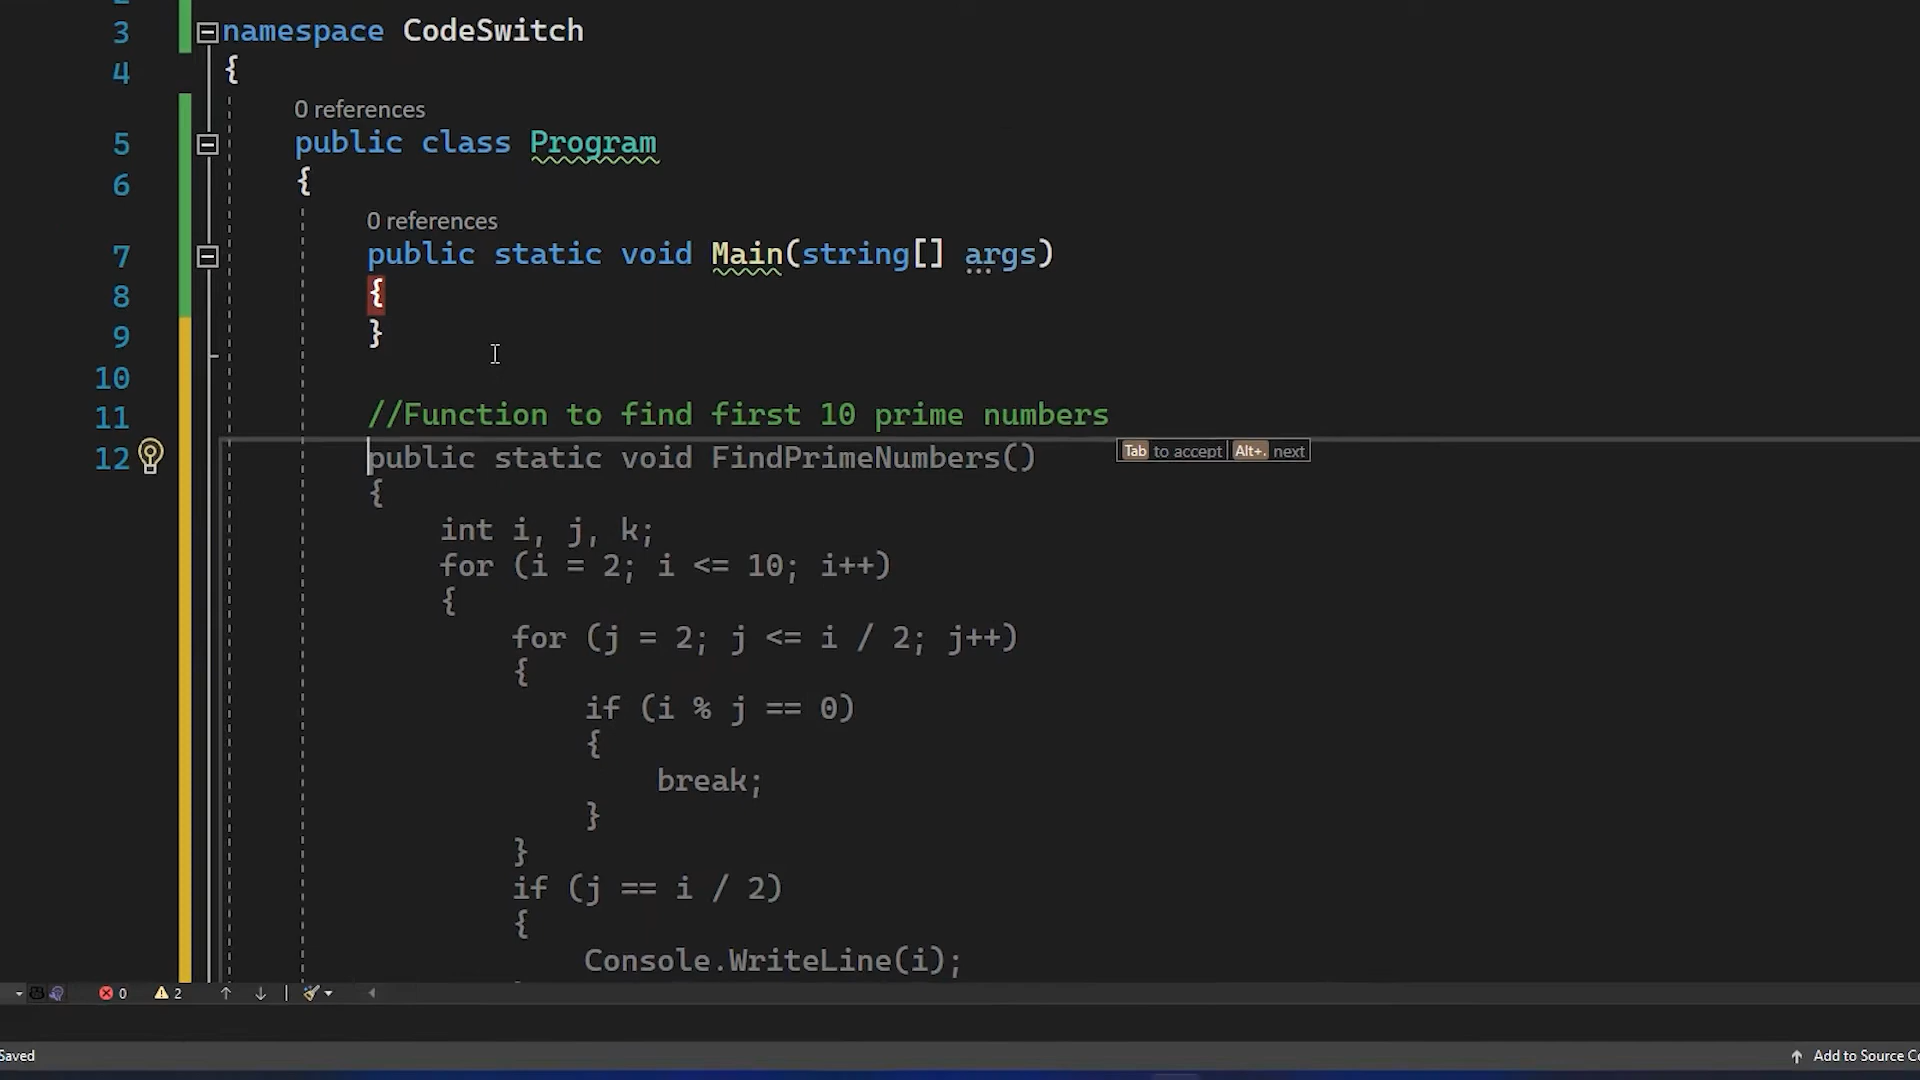 3 namespace CodeSwitch
4 {
0 references
5 public class Program
6 {
0 references
7 public static void Main(string[] args)
8 {
9 }
10
11 //Function to find first 10 prime numbers
12 public static void FindPrimeNumbers() Tab to accept Alt+. next
{
int i, j, k;
for (i = 2; i <= 10; i++)
{
for (j = 2; j <= i / 2; j++)
{
if (i % j == 0)
{
break;
}
}
if (j == i / 2)
{
Console.WriteLine(i);
0 2
Saved Add to Source Co